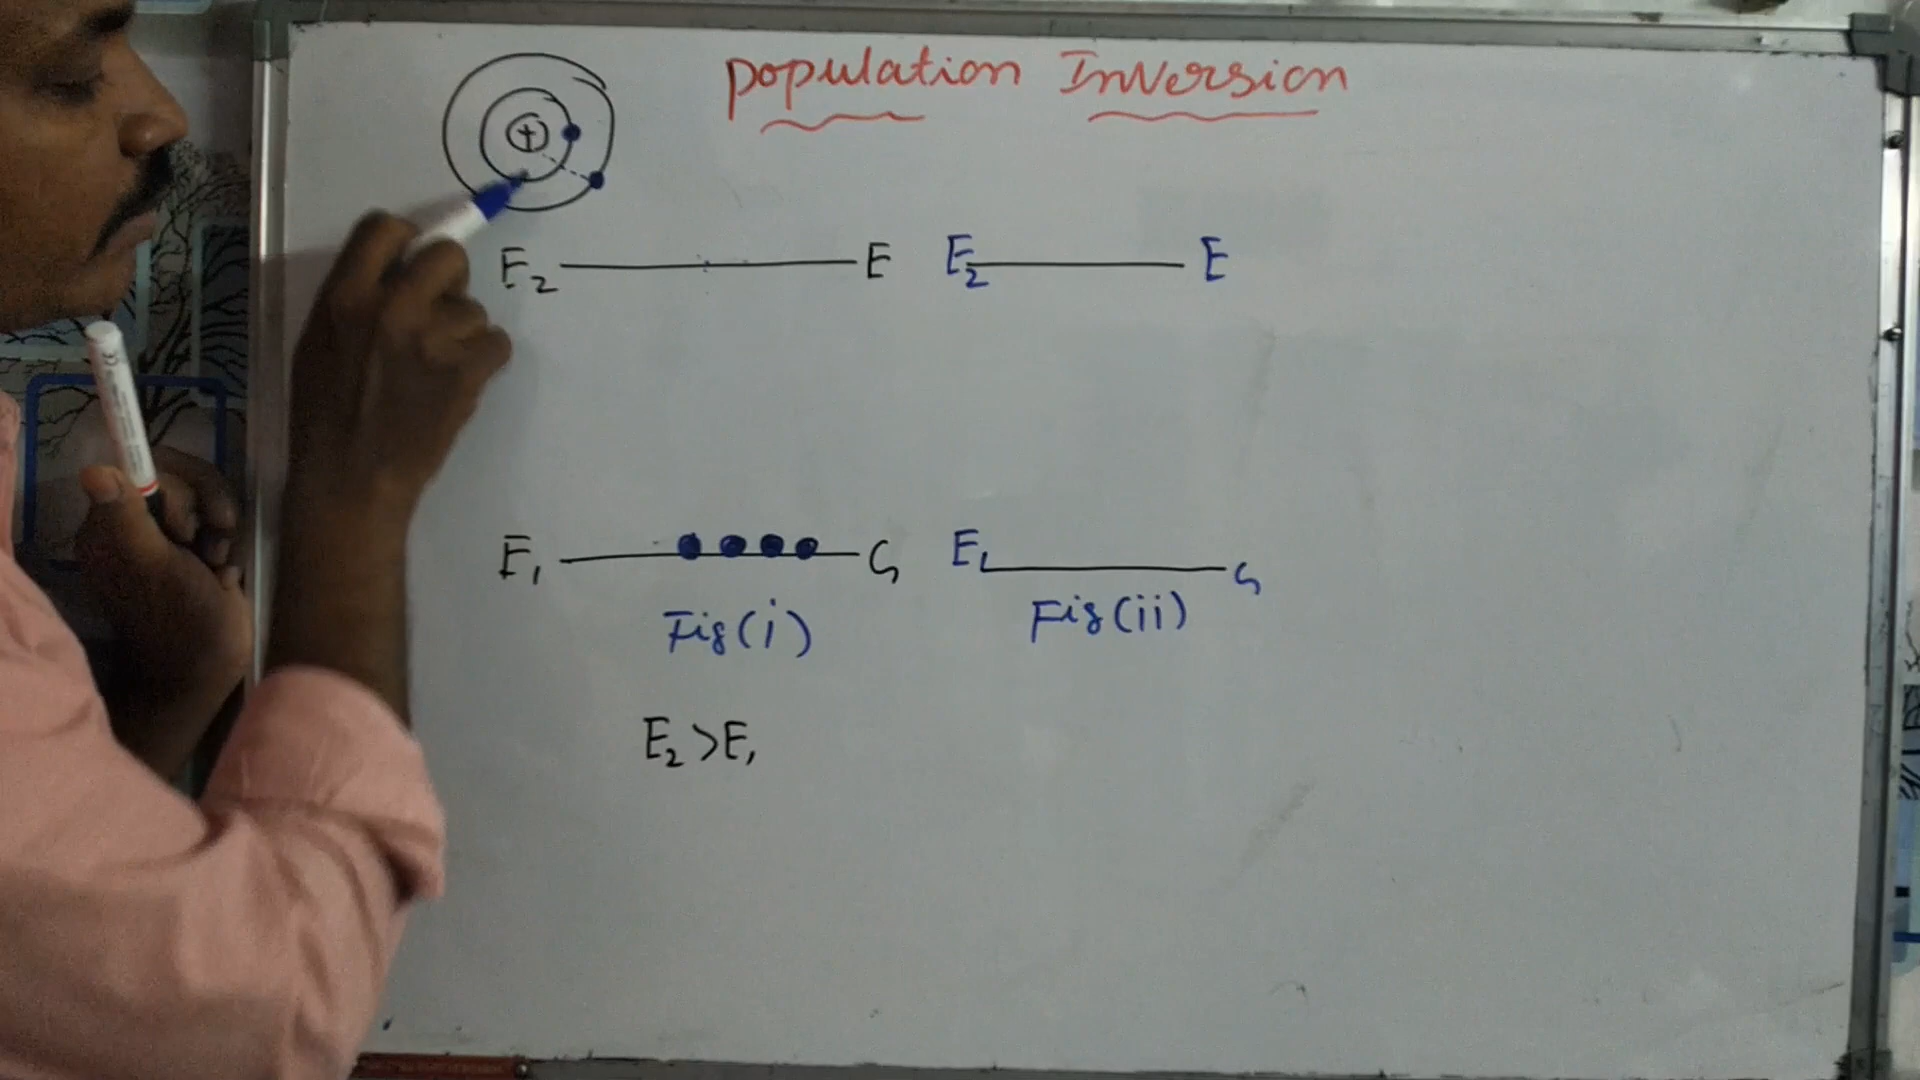 Population Inversion
+
E2 E E2 E
E1 G E1 G
Fig(i) Fig(ii)
E2 > E1